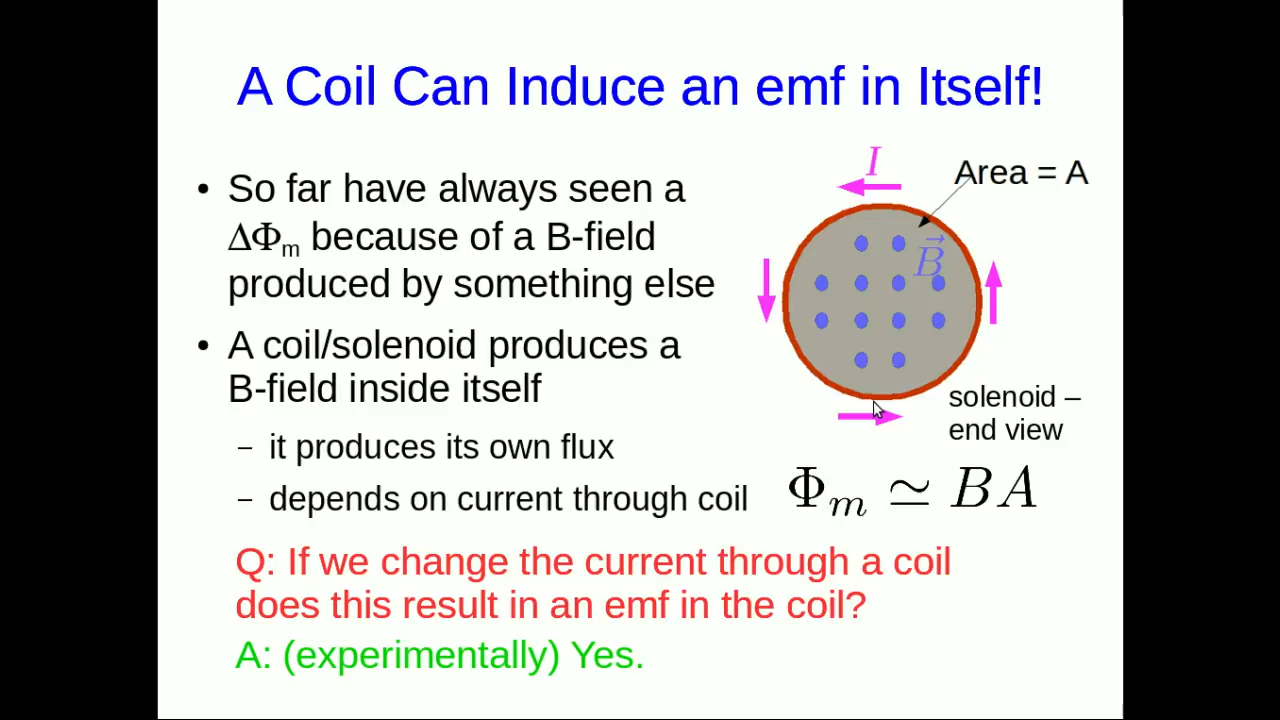 A Coil Can Induce an emf in Itself!
• So far have always seen a
ΔΦm because of a B-field
produced by something else
• A coil/solenoid produces a
B-field inside itself
– it produces its own flux
– depends on current through coil
I
Area = A
B⃗
solenoid –
end view
Φm ≃ BA
Q: If we change the current through a coil
does this result in an emf in the coil?
A: (experimentally) Yes.